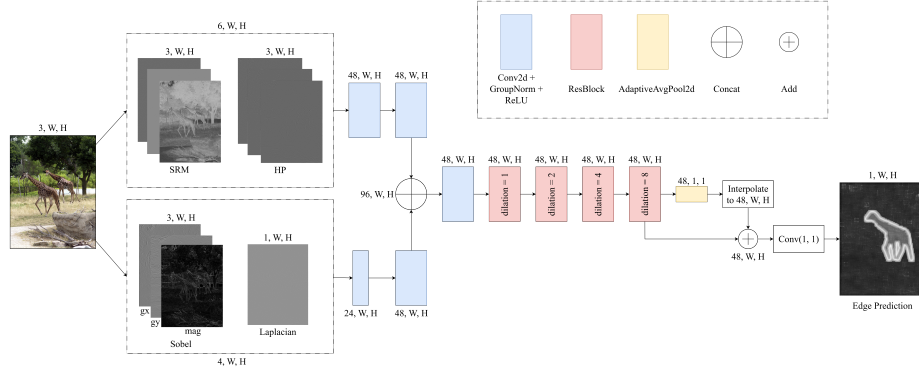 6, W, H
3, W, H
3, W, H
SRM
HP
3, W, H
48, W, H
48, W, H
Conv2d +
GroupNorm +
ReLU
ResBlock
AdaptiveAvgPool2d
Concat
Add
96, W, H
48, W, H
48, W, H
48, W, H
48, W, H
48, W, H
dilation = 1
dilation = 2
dilation = 4
dilation = 8
48, 1, 1
Interpolate
to 48, W, H
48, W, H
Conv(1, 1)
1, W, H
Edge Prediction
3, W, H
gx
gy
mag
Sobel
1, W, H
Laplacian
4, W, H
24, W, H
48, W, H